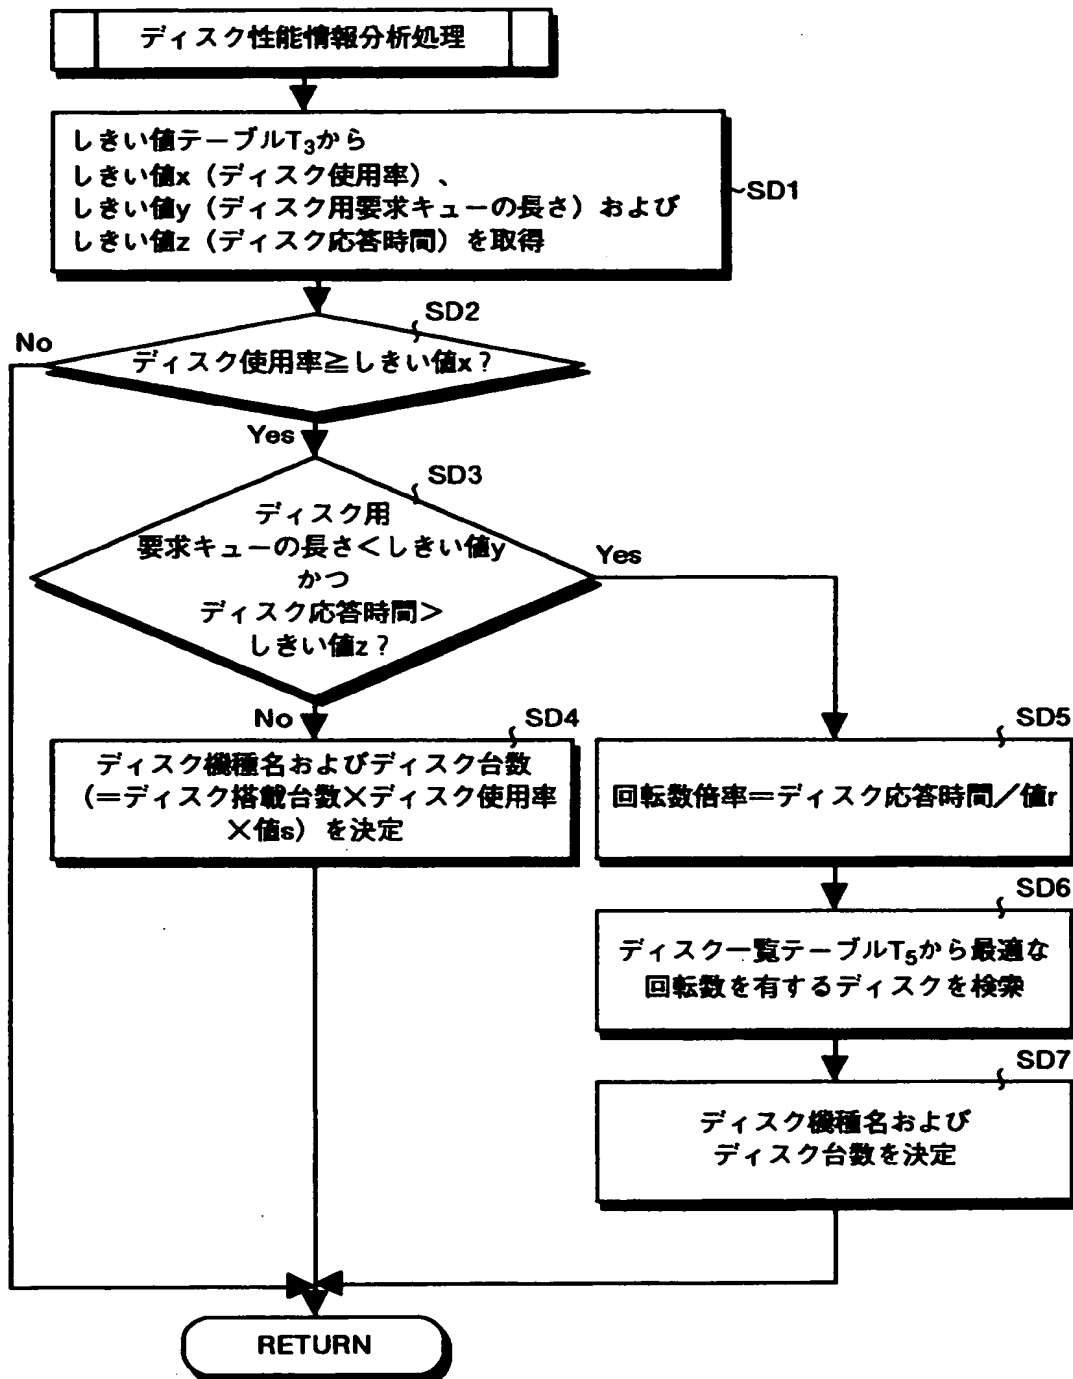 ディスク性能情報分析処理
しきい値テーブルT3から
しきい値x（ディスク使用率）、
しきい値y（ディスク用要求キューの長さ）および
しきい値z（ディスク応答時間）を取得
SD1
SD2
No
ディスク使用率≧しきい値x？
Yes
SD3
ディスク用
要求キューの長さ＜しきい値y
かつ
ディスク応答時間＞
しきい値z？
Yes
No
SD4
ディスク機種名およびディスク台数
（＝ディスク搭載台数×ディスク使用率
×値s）を決定
SD5
回転数倍率＝ディスク応答時間／値r
SD6
ディスク一覧テーブルT5から最適な
回転数を有するディスクを検索
SD7
ディスク機種名および
ディスク台数を決定
RETURN